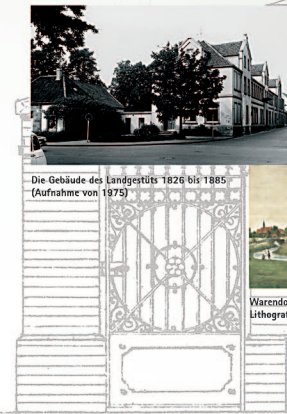 Die Gebäude des Landgestüts 1826 bis 1885
(Aufnahme von 1975)
Warendo
Lithograf